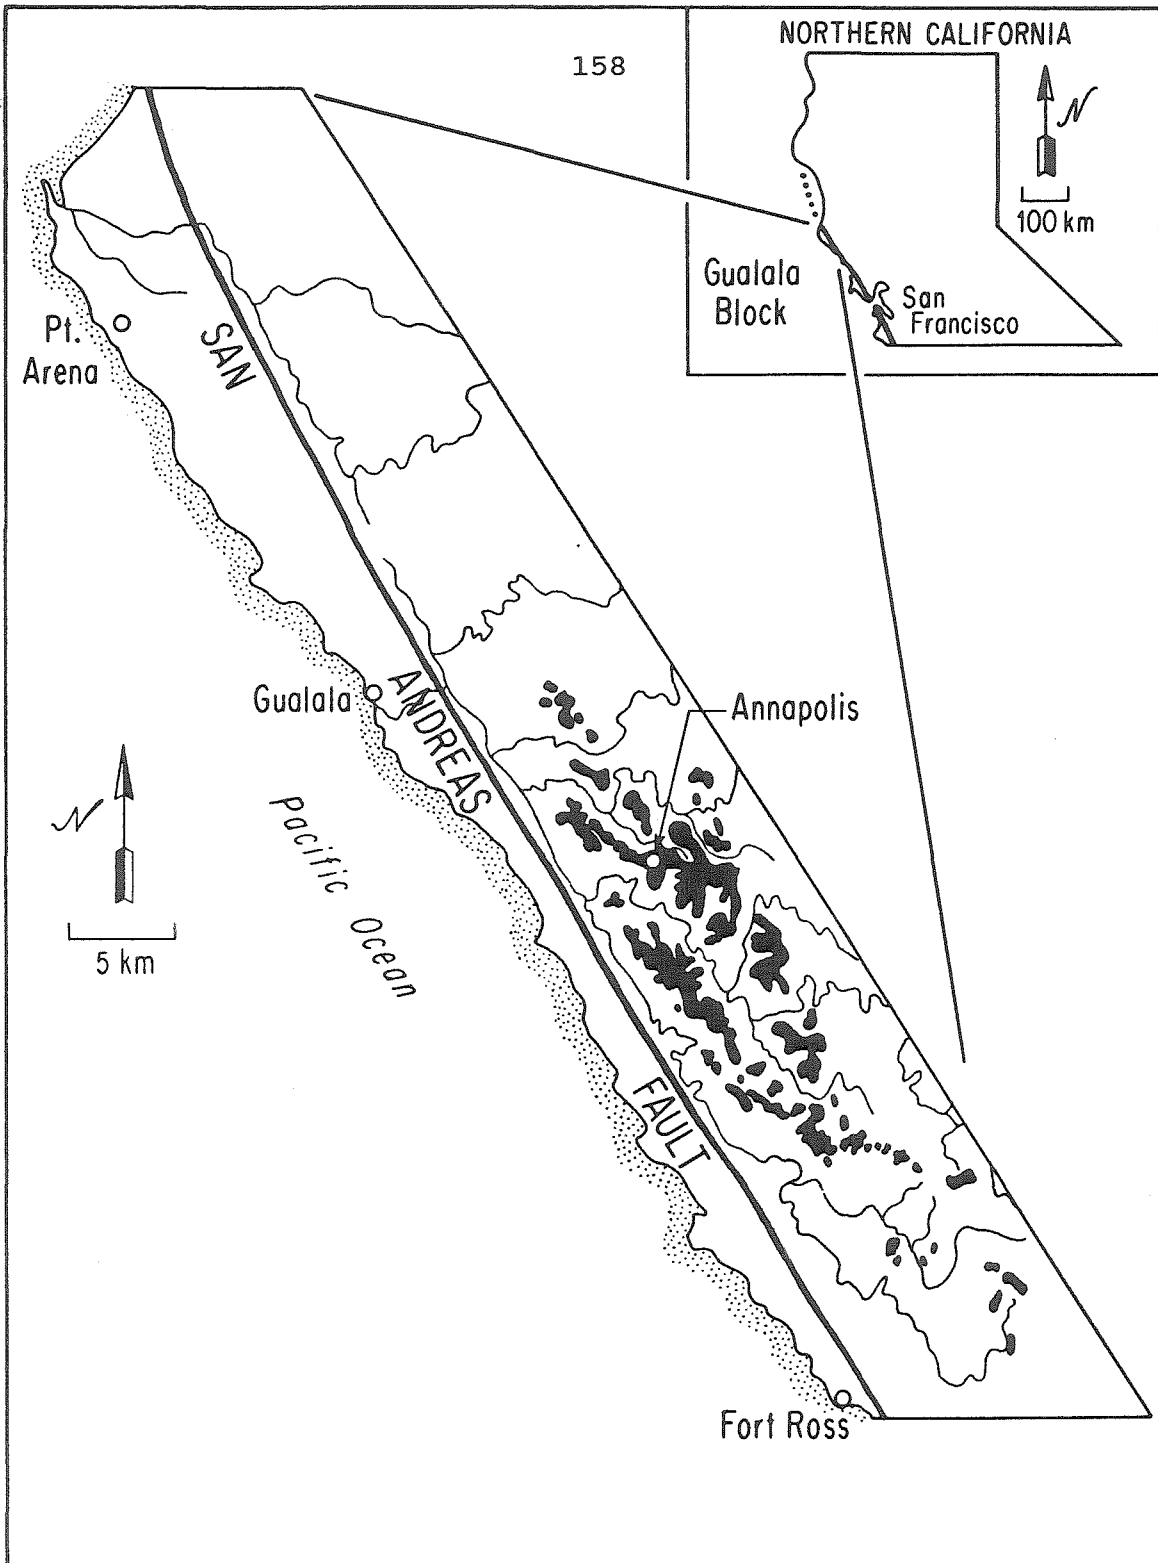 158
NORTHERN CALIFORNIA
N
100 km
Gualala
Block
San
Francisco
Pt.
Arena
SAN
ANDREAS
FAULT
Gualala
Annapolis
N
5 km
Pacific Ocean
Fort Ross